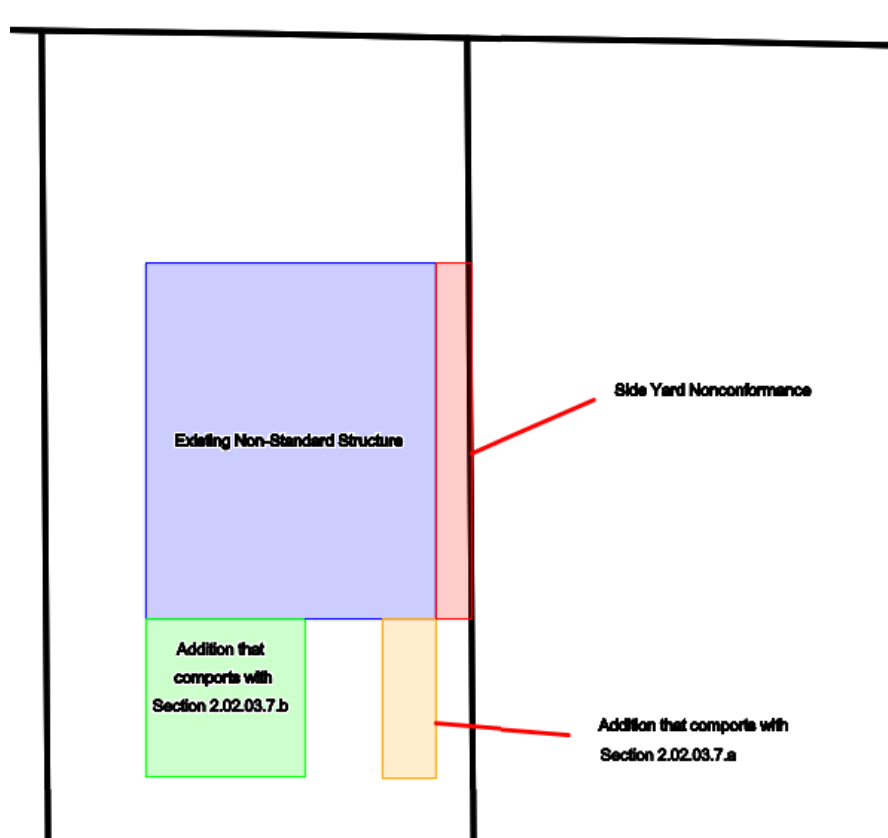 Side Yard Nonconformance
Existing Non-Standard Structure
Addition that
comports with
Section 2.02.03.7.b
Addition that comports with
Section 2.02.03.7.a